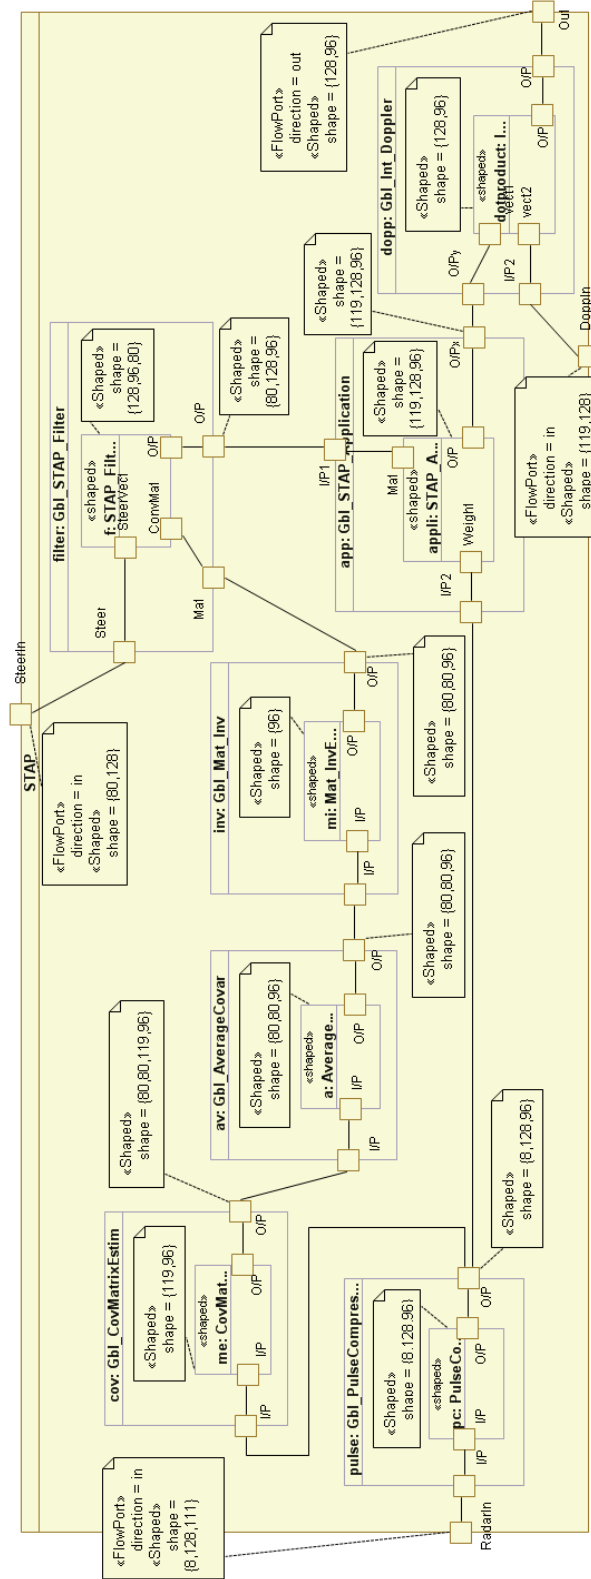 STAP
SteerIn
«FlowPort»
direction = in
«Shaped»
shape = {80,128}
«FlowPort»
direction = in
«Shaped»
shape =
{8,128,111}
RadarIn
cov: Gbl_CovMatrixEstim
«Shaped»
shape = {119,96}
«shaped»
me: CovMat...
I/P
O/P
I/P
O/P
«Shaped»
shape = {80,80,119,96}
pulse: Gbl_PulseCompres...
«Shaped»
shape = {8.128.96}
«shaped»
pc: PulseCo...
I/P
O/P
I/P
O/P
«Shaped»
shape = {8,128,96}
av: Gbl_AverageCovar
«Shaped»
shape = {80,80,96}
«shaped»
a: Average...
I/P
O/P
I/P
O/P
«Shaped»
shape = {80,80,96}
inv: Gbl_Mat_Inv
«Shaped»
shape = {96}
«shaped»
mi: Mat_InvE...
I/P
O/P
I/P
O/P
«Shaped»
shape = {80,80,96}
filter: Gbl_STAP_Filter
«Shaped»
shape =
{128,96,80}
«shaped»
f: STAP_Filt...
SteerVect
ConvMat
O/P
Steer
Mat
O/P
«Shaped»
shape =
{80,128,96}
app: Gbl_STAP_Application
«Shaped»
shape =
{119,128,96}
«shaped»
appli: STAP_A...
Mat
Weight
O/P
I/P1
I/P2
O/Px
«Shaped»
shape =
{119,128,96}
dopp: Gbl_Int_Doppler
«Shaped»
shape = {128,96}
«shaped»
dotproduct: I...
vect1
vect2
O/P
O/Py
I/P2
O/P
«FlowPort»
direction = in
«Shaped»
shape = {119,128}
DoppIn
«FlowPort»
direction = out
«Shaped»
shape = {128,96}
Out